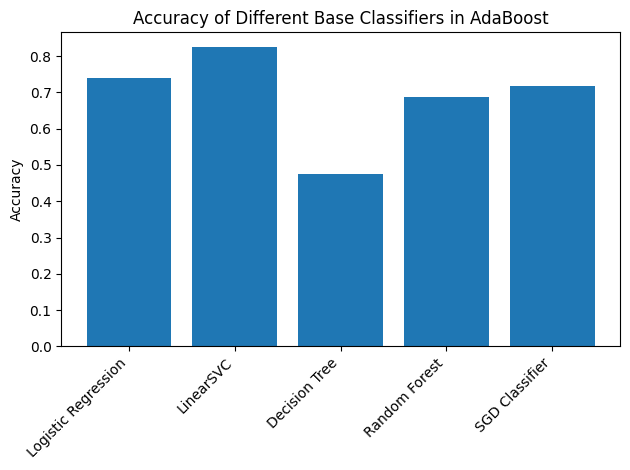 Accuracy of Different Base Classifiers in AdaBoost
Accuracy
0.8
0.7
0.6
0.5
0.4
0.3
0.2
0.1
0.0
Logistic Regression
LinearSVC
Decision Tree
Random Forest
SGD Classifier